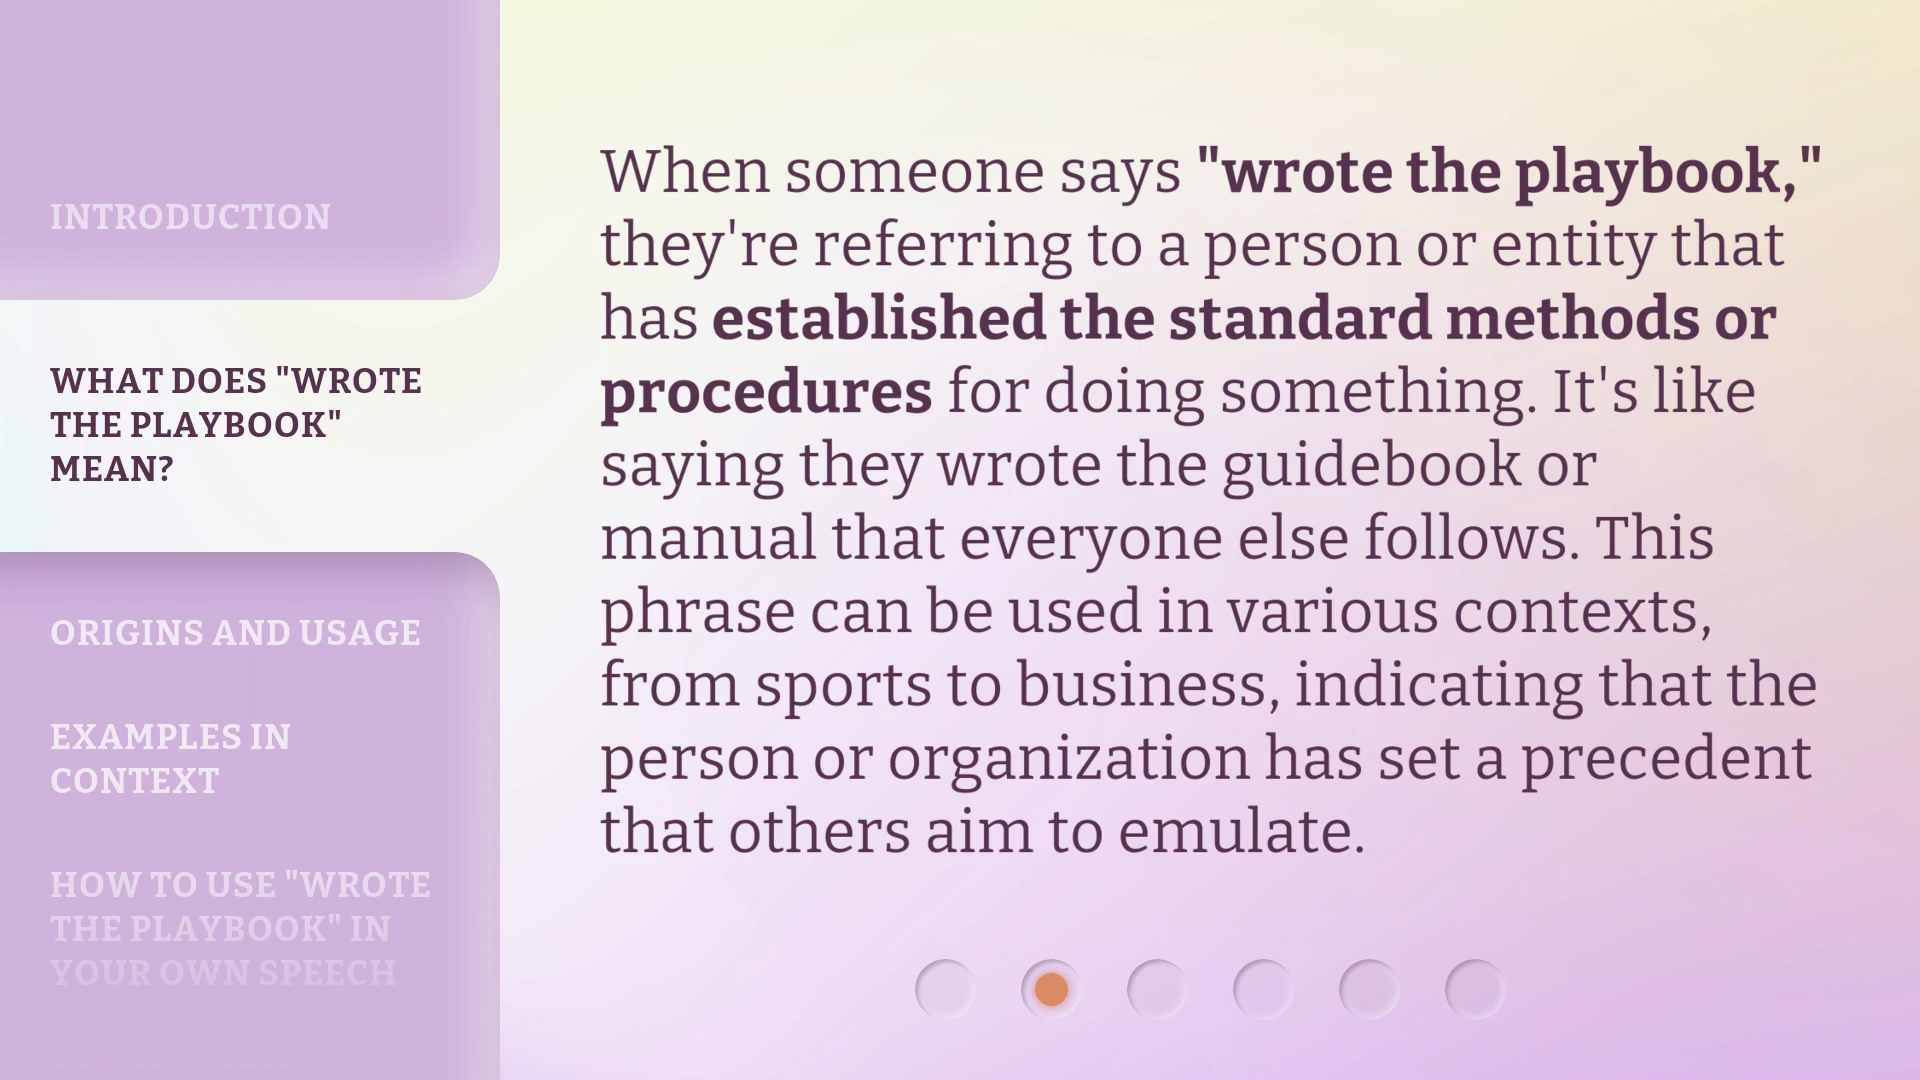 INTRODUCTION
WHAT DOES "WROTE
THE PLAYBOOK"
MEAN?
ORIGINS AND USAGE
EXAMPLES IN
CONTEXT
HOW TO USE "WROTE
THE PLAYBOOK" IN
YOUR OWN SPEECH
When someone says "wrote the playbook,"
they're referring to a person or entity that
has established the standard methods or
procedures for doing something. It's like
saying they wrote the guidebook or
manual that everyone else follows. This
phrase can be used in various contexts,
from sports to business, indicating that the
person or organization has set a precedent
that others aim to emulate.